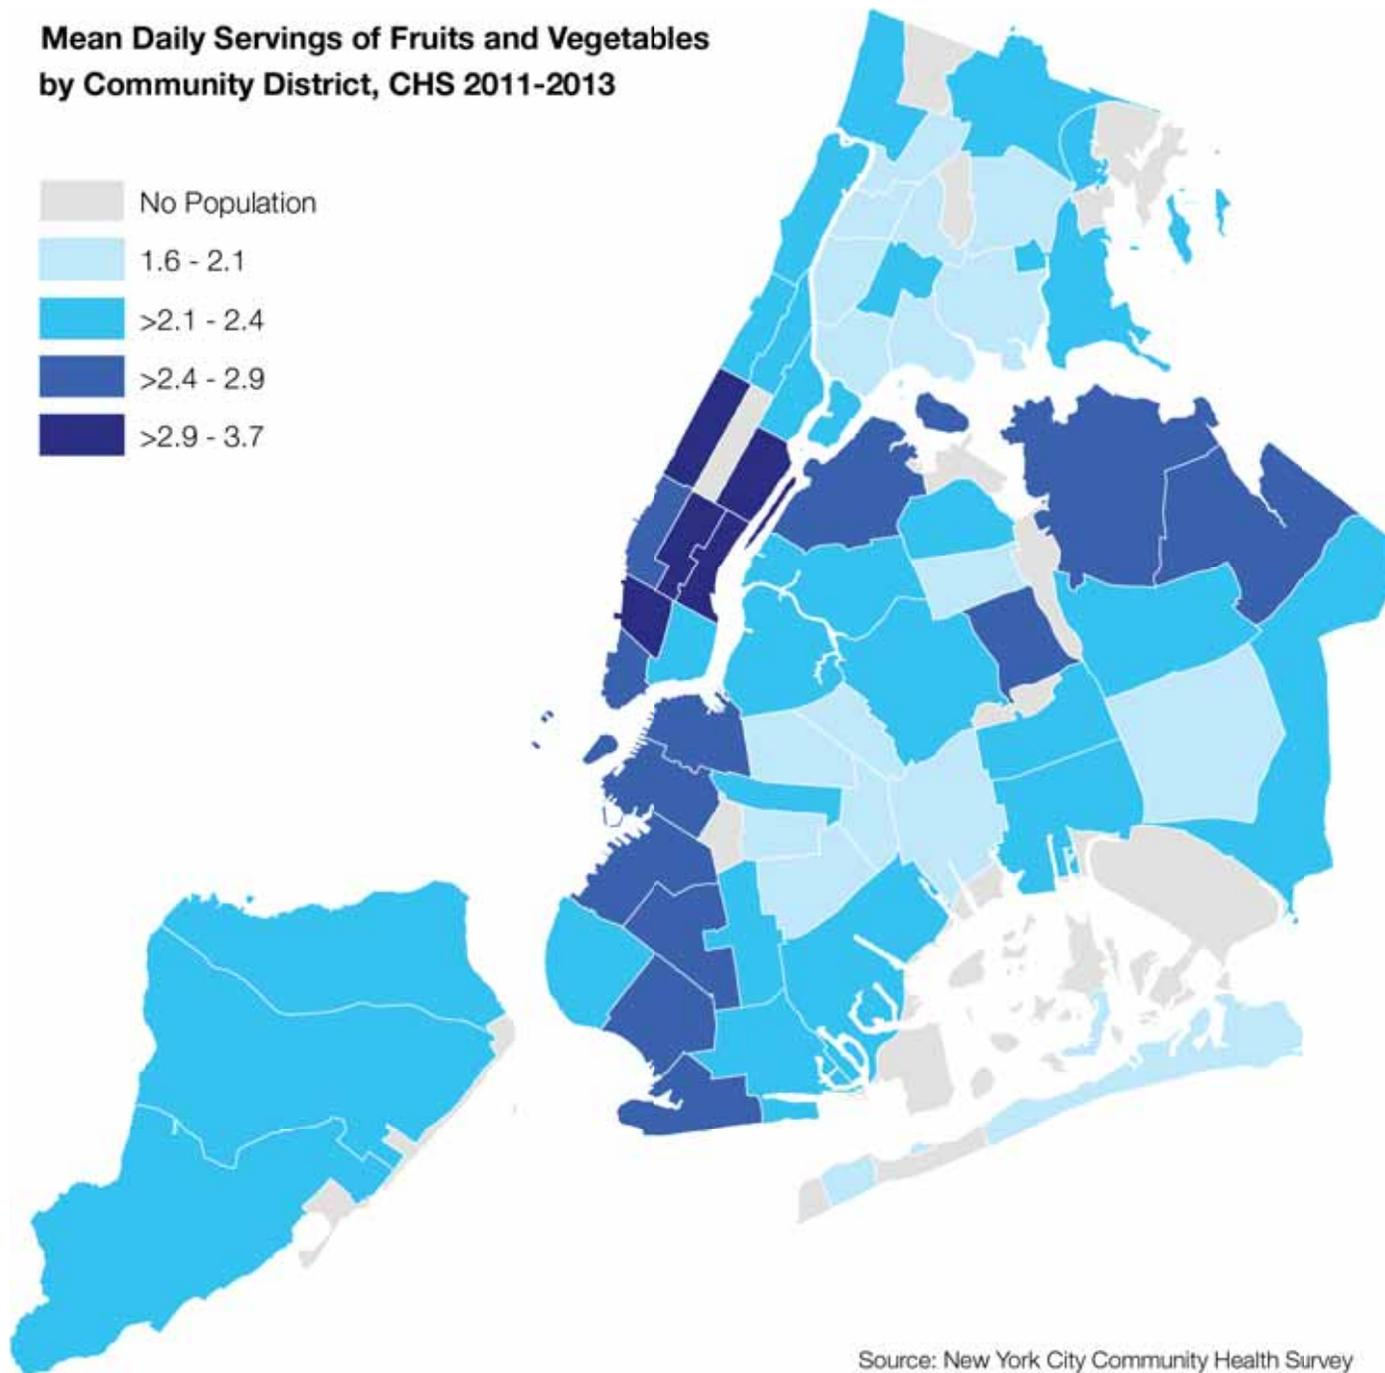 Mean Daily Servings of Fruits and Vegetables
by Community District, CHS 2011-2013
No Population
1.6 - 2.1
>2.1 - 2.4
>2.4 - 2.9
>2.9 - 3.7
Source: New York City Community Health Survey